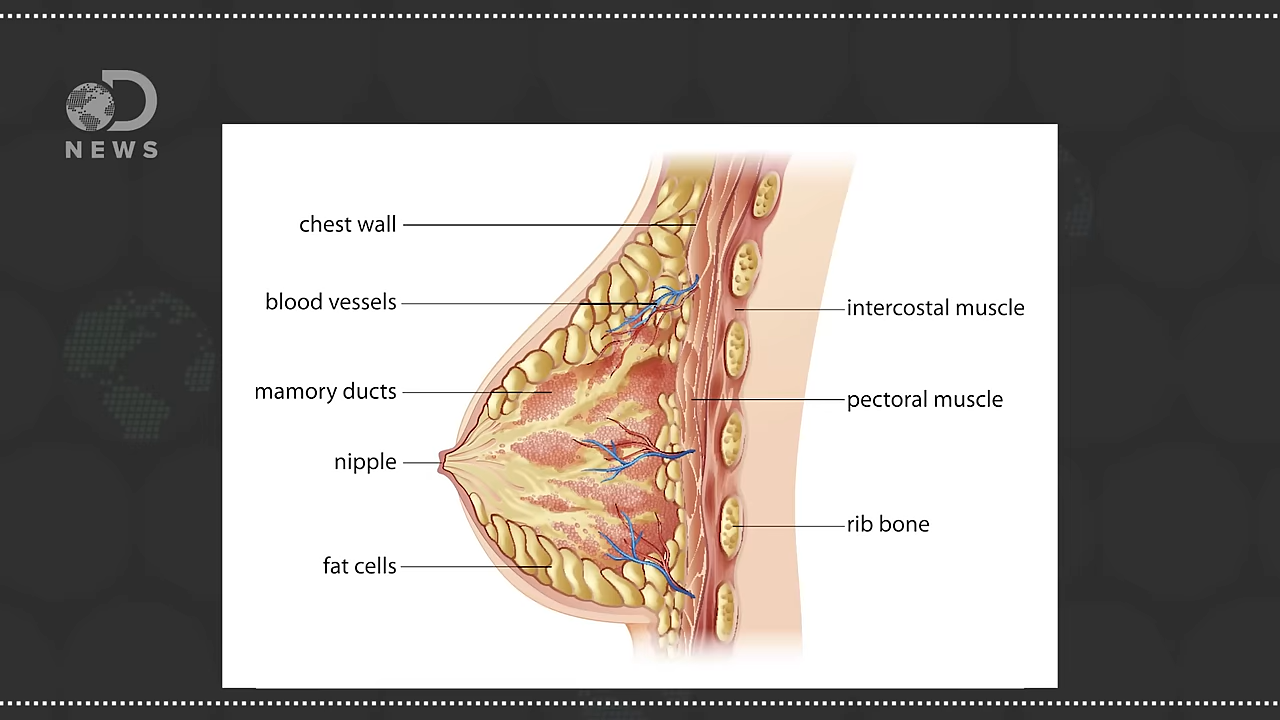 NEWS
chest wall
blood vessels
mamory ducts
nipple
fat cells
intercostal muscle
pectoral muscle
rib bone